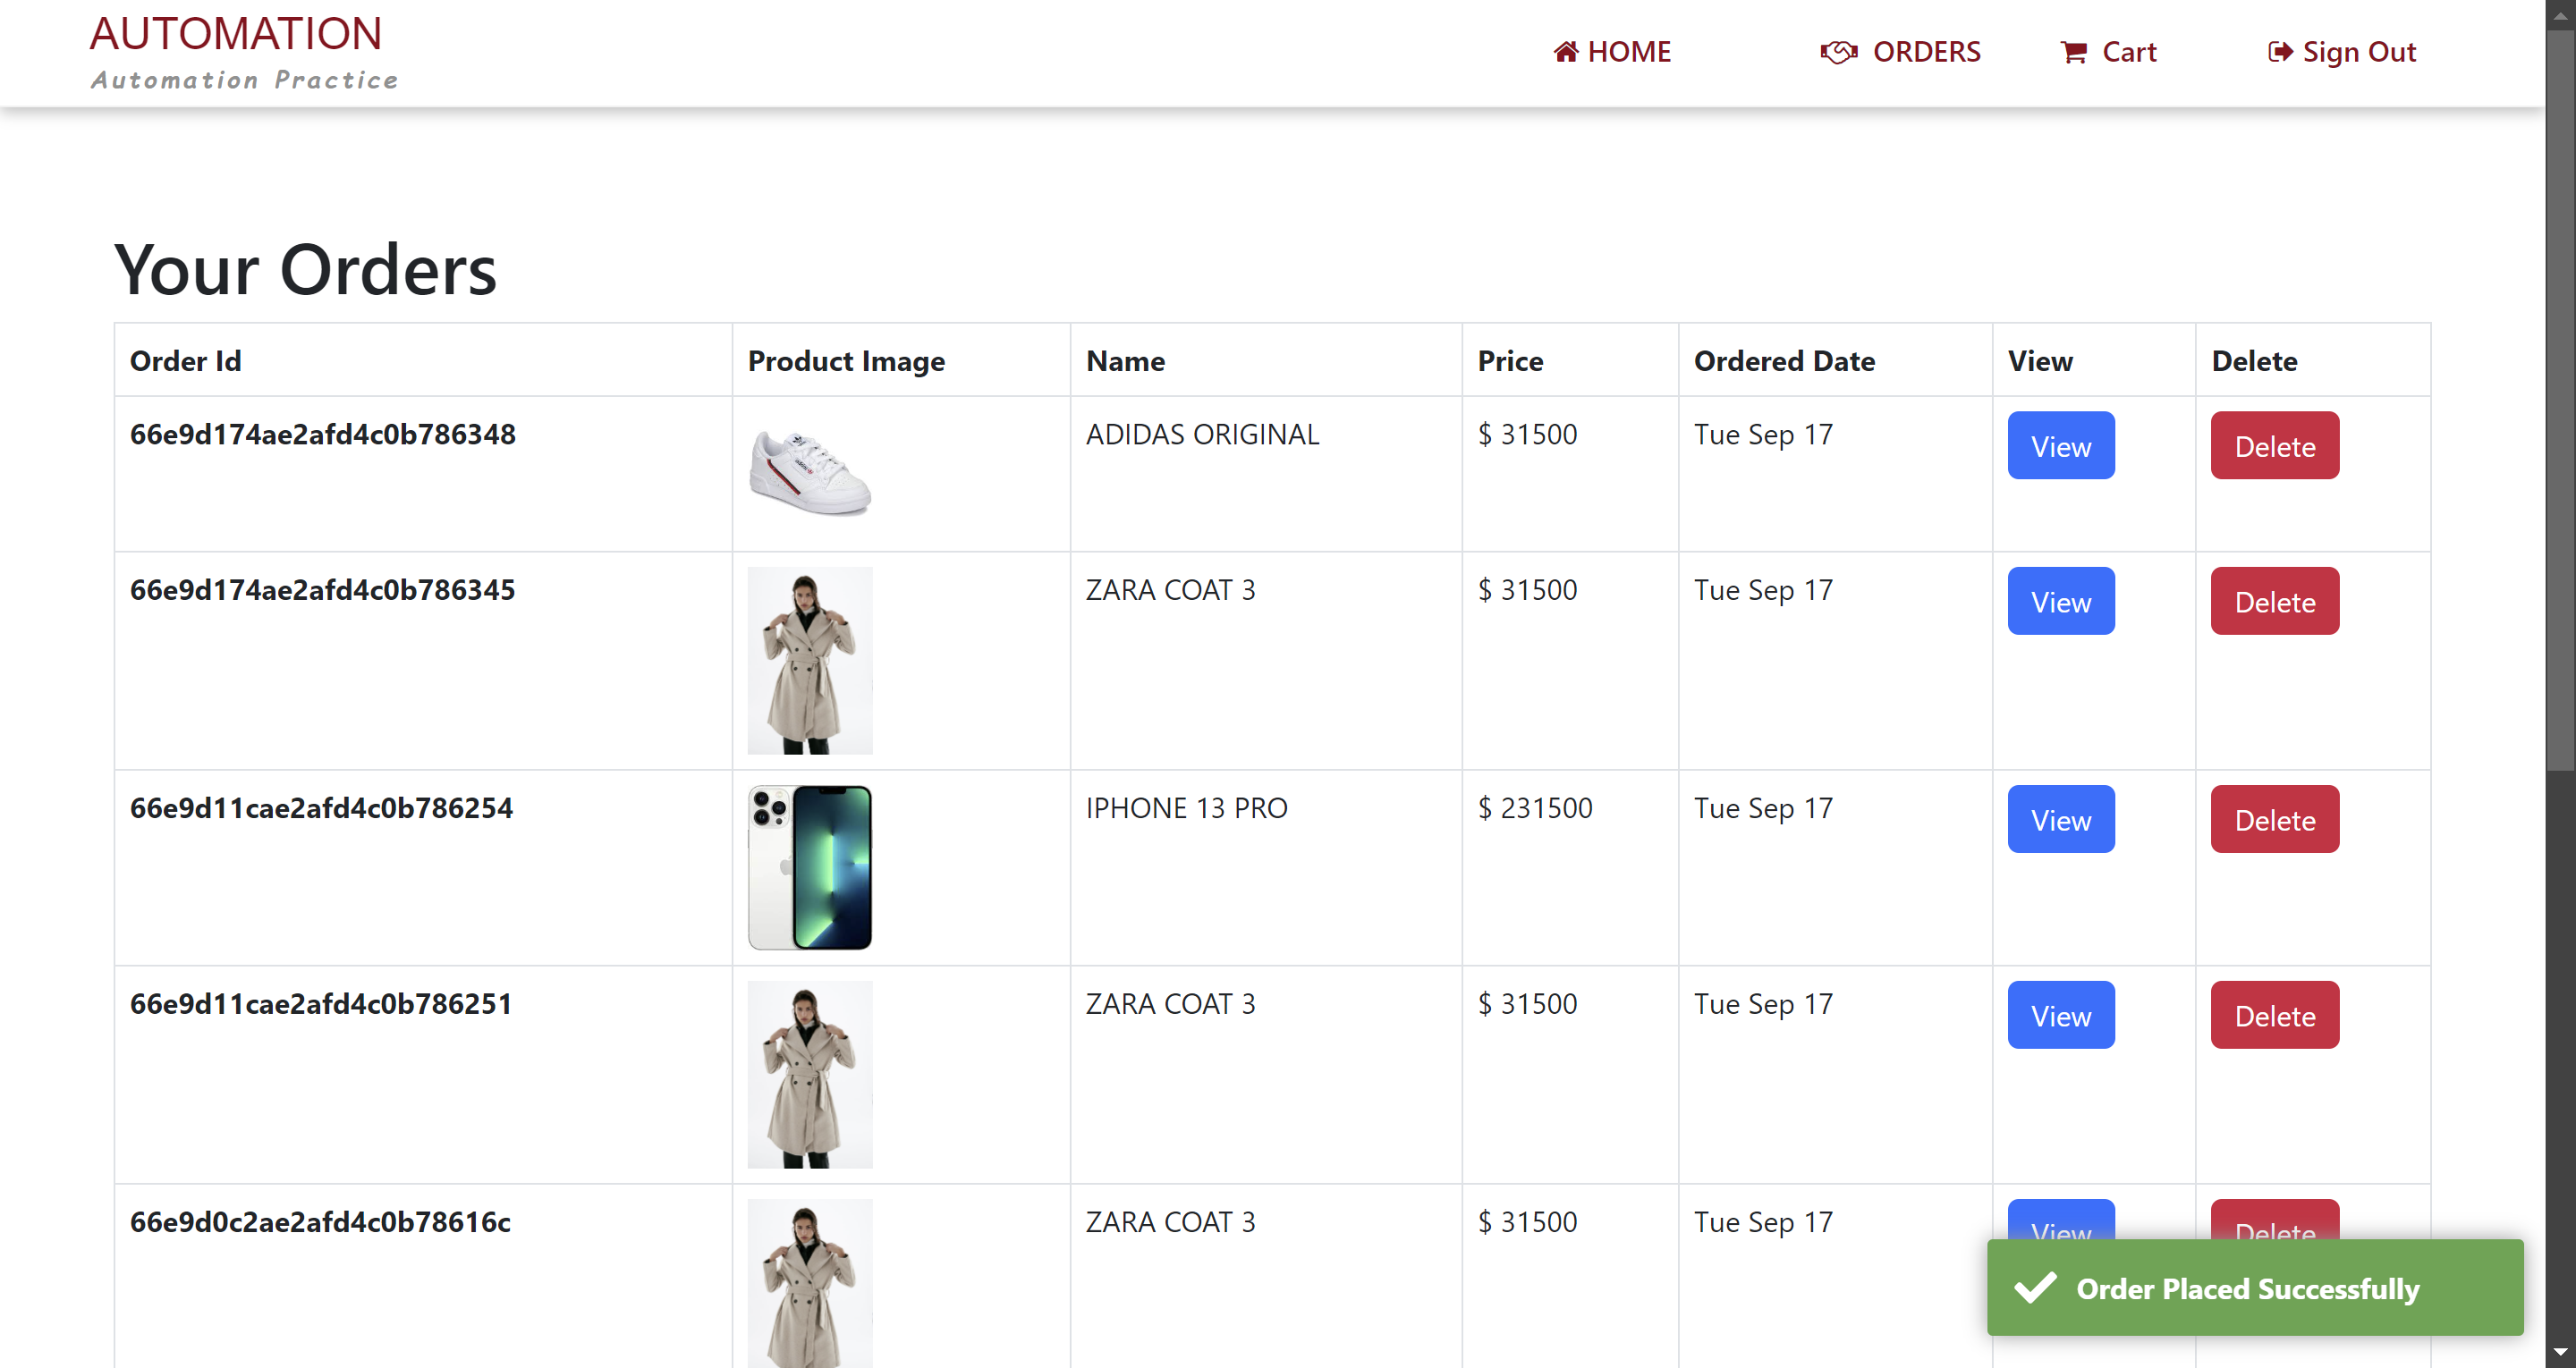 AUTOMATION
Automation Practice
HOME
ORDERS
Cart
Sign Out
Your Orders
Order Id Product Image Name Price Ordered Date View Delete
66e9d174ae2afd4c0b786348 ADIDAS ORIGINAL $ 31500 Tue Sep 17 View Delete
66e9d174ae2afd4c0b786345 ZARA COAT 3 $ 31500 Tue Sep 17 View Delete
66e9d11cae2afd4c0b786254 IPHONE 13 PRO $ 231500 Tue Sep 17 View Delete
66e9d11cae2afd4c0b786251 ZARA COAT 3 $ 31500 Tue Sep 17 View Delete
66e9d0c2ae2afd4c0b78616c ZARA COAT 3 $ 31500 Tue Sep 17 View Delete
Order Placed Successfully